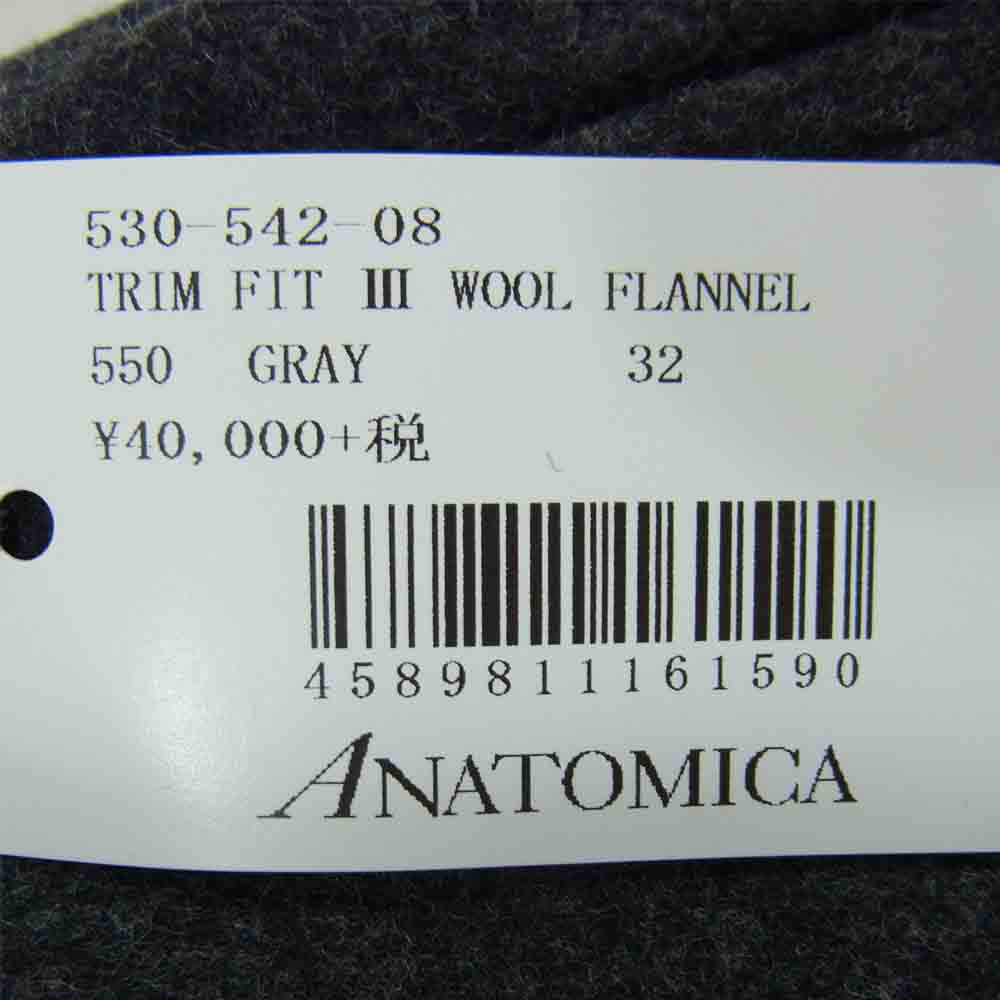 530-542-08
TRIM FIT Ⅲ WOOL FLANNEL
550 GRAY 32
¥40,000+税
4589811161590
ANATOMICA